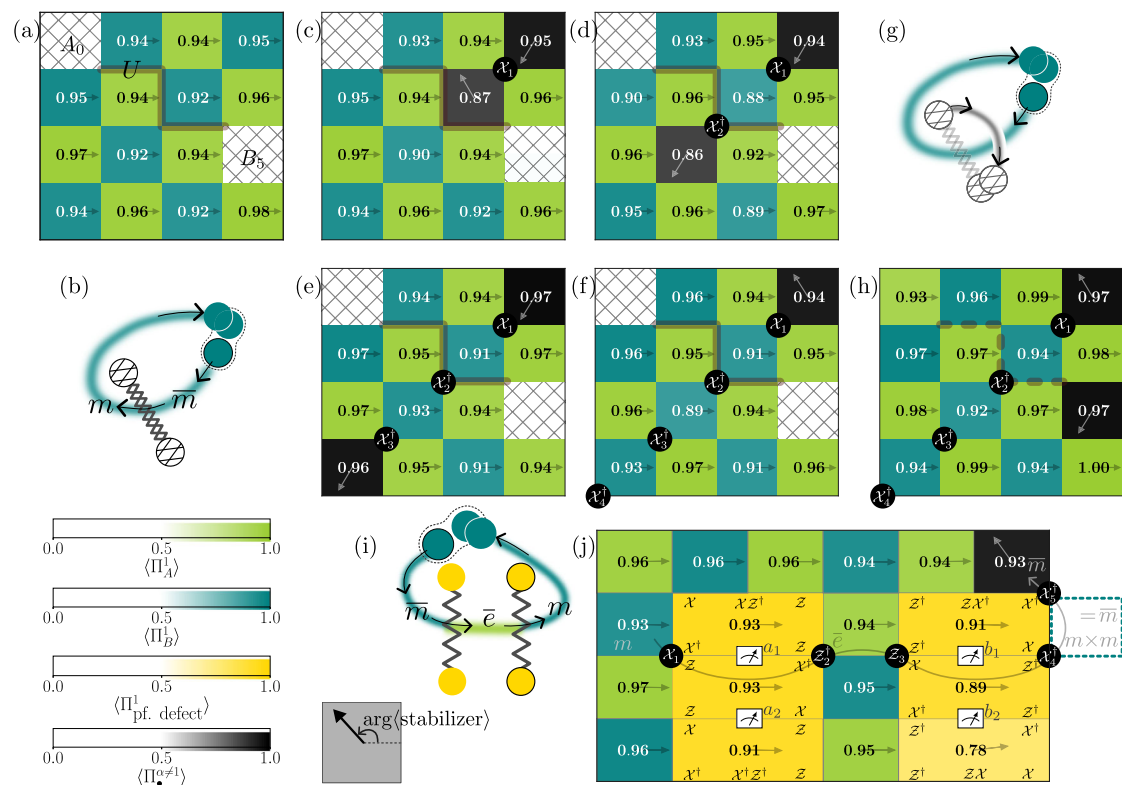 (a)
A₀ 0.94 0.94 0.95
U
0.95 0.94 0.92 0.96
0.97 0.92 0.94 B₅
0.94 0.96 0.92 0.98
(c)
0.93 0.94 0.95
𝒳₁
0.95 0.94 0.87 0.96
0.97 0.90 0.94
0.94 0.96 0.92 0.96
(d)
0.93 0.95 0.94
𝒳₁
0.90 0.96 0.88 0.95
𝒳₂†
0.96 0.86 0.92
0.95 0.96 0.89 0.97
(g)
(b)
m m̅
(e)
0.94 0.94 0.97
𝒳₁
0.97 0.95 0.91 0.97
𝒳₂†
0.97 0.93 0.94
𝒳₃†
0.96 0.95 0.91 0.94
(f)
0.96 0.94 0.94
𝒳₁
0.96 0.95 0.91 0.97
𝒳₂†
0.96 0.89 0.94
𝒳₃†
0.93 0.97 0.91 0.96
𝒳₄†
(h)
0.93 0.96 0.99 0.97
𝒳₁
0.97 0.97 0.94 0.98
𝒳₂†
0.98 0.92 0.97 0.97
𝒳₃†
0.94 0.99 0.94 1.00
𝒳₄†
0.0 0.5 1.0
⟨Π¹_A⟩
0.0 0.5 1.0
⟨Π¹_B⟩
0.0 0.5 1.0
⟨Π¹_pf. defect⟩
0.0 0.5 1.0
⟨Π•^α≠1⟩
(i)
m̅ e̅ m
arg⟨stabilizer⟩
(j)
0.96 0.96 0.96 0.94 0.94 0.93 m̅
𝒳₅†
𝒳 𝒳𝒵† 𝒵 𝒵† 𝒵𝒳† 𝒳†
0.93 0.93 0.94 0.91 = m̅
m 𝒳† a₁ 𝒵† e̅ 𝒳 b₁ 𝒵 m×m
𝒳₁ 𝒵₂† 𝒵₃ 𝒳₄†
𝒵 𝒳† 𝒳 𝒵†
0.97 0.93 0.95 0.89
𝒵 a₂ 𝒳 𝒳† b₂ 𝒵†
𝒵† 𝒳†
0.96 0.91 0.95 0.78
𝒳† 𝒳†𝒵† 𝒵 𝒵† 𝒵𝒳 𝒳